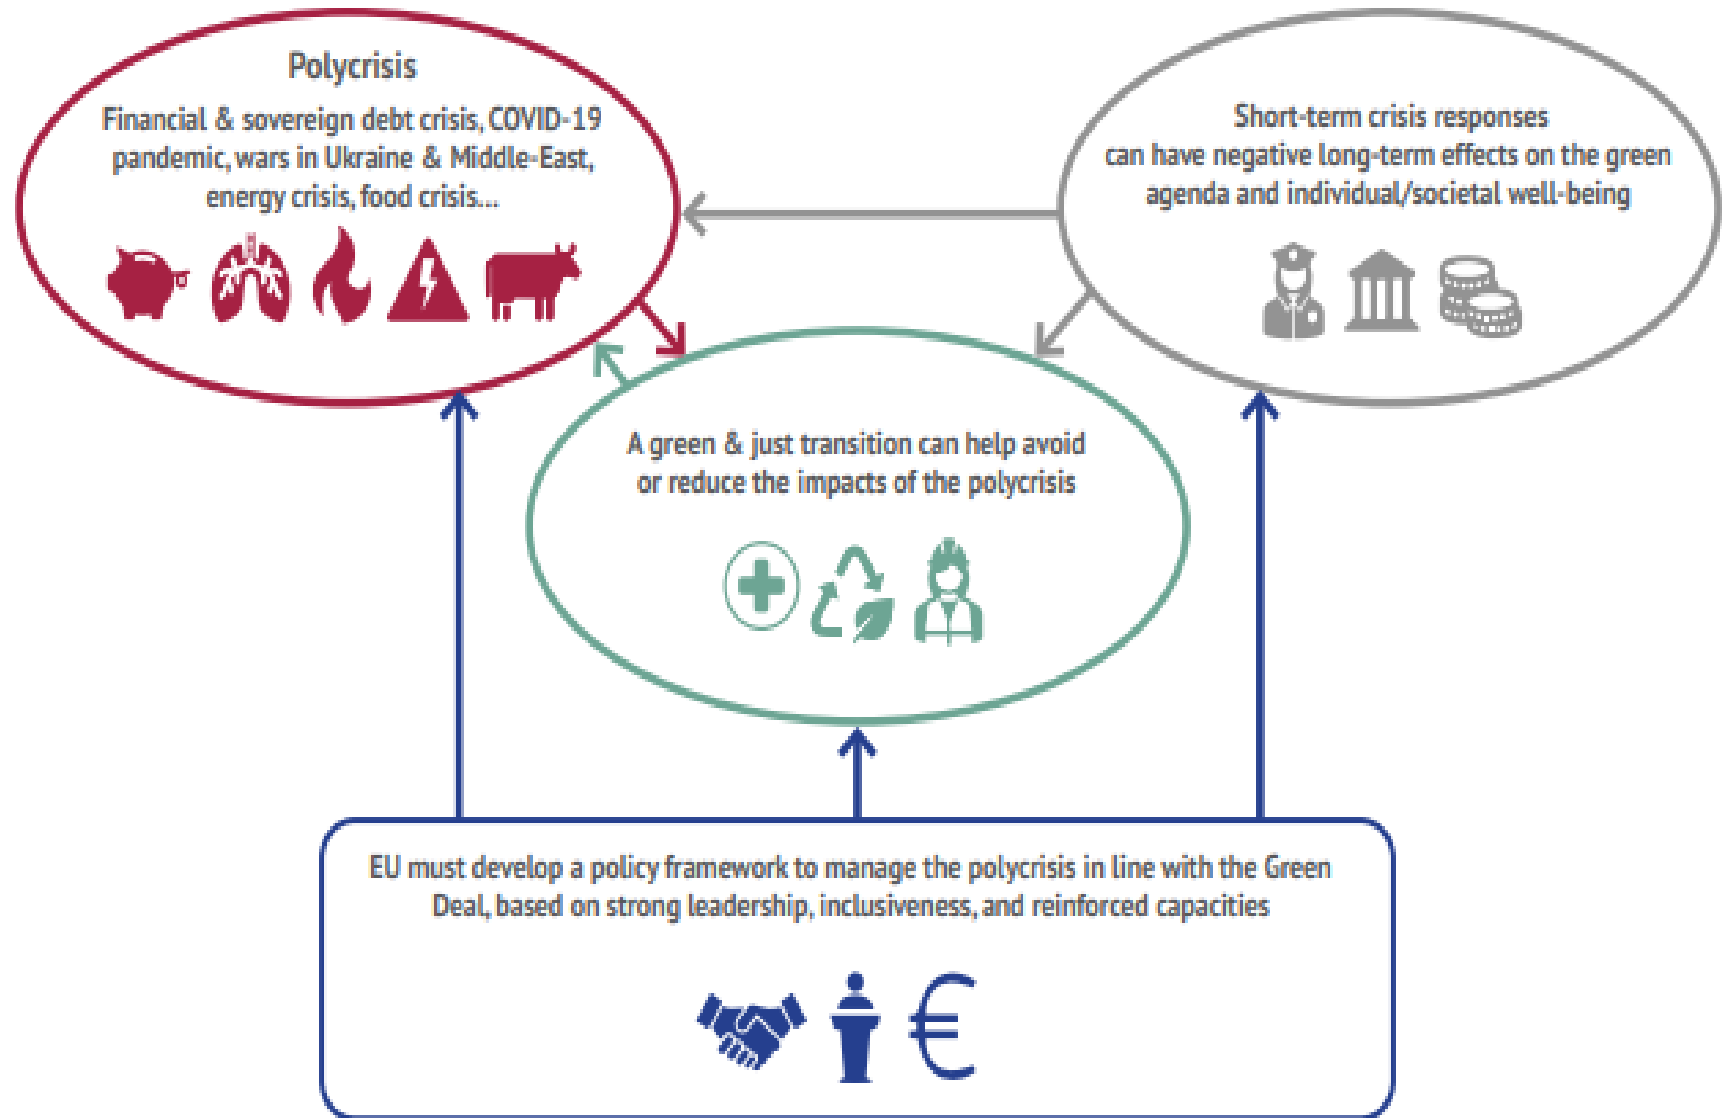 Polycrisis
Financial & sovereign debt crisis, COVID-19
pandemic, wars in Ukraine & Middle-East,
energy crisis, food crisis...
Short-term crisis responses
can have negative long-term effects on the green
agenda and individual/societal well-being
A green & just transition can help avoid
or reduce the impacts of the polycrisis
EU must develop a policy framework to manage the polycrisis in line with the Green
Deal, based on strong leadership, inclusiveness, and reinforced capacities
€